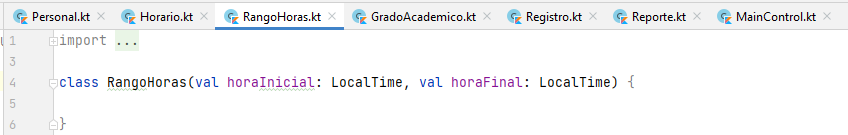 Personal.kt Horario.kt RangoHoras.kt GradoAcademico.kt Registro.kt Reporte.kt MainControl.kt
1 import ...
3
4 class RangoHoras(val horaInicial: LocalTime, val horaFinal: LocalTime) {
5
6 }